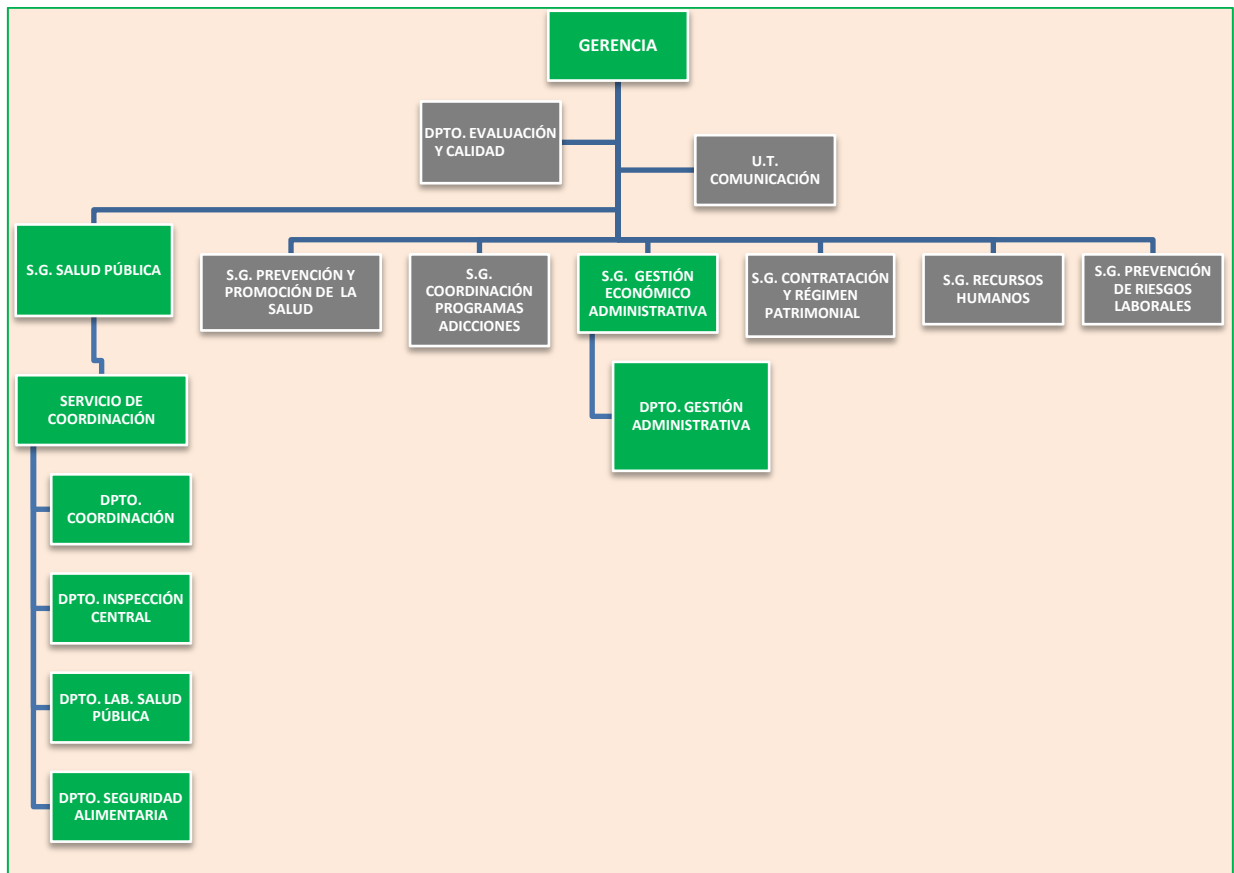 GERENCIA
DPTO. EVALUACIÓN
Y CALIDAD
U.T.
COMUNICACIÓN
S.G. SALUD PÚBLICA
S.G. PREVENCIÓN Y
PROMOCIÓN DE LA
SALUD
S.G.
COORDINACIÓN
PROGRAMAS
ADICCIONES
S.G. GESTIÓN
ECONÓMICO
ADMINISTRATIVA
S.G. CONTRATACIÓN
Y RÉGIMEN
PATRIMONIAL
S.G. RECURSOS
HUMANOS
S.G. PREVENCIÓN
DE RIESGOS
LABORALES
SERVICIO DE
COORDINACIÓN
DPTO. GESTIÓN
ADMINISTRATIVA
DPTO.
COORDINACIÓN
DPTO. INSPECCIÓN
CENTRAL
DPTO. LAB. SALUD
PÚBLICA
DPTO. SEGURIDAD
ALIMENTARIA